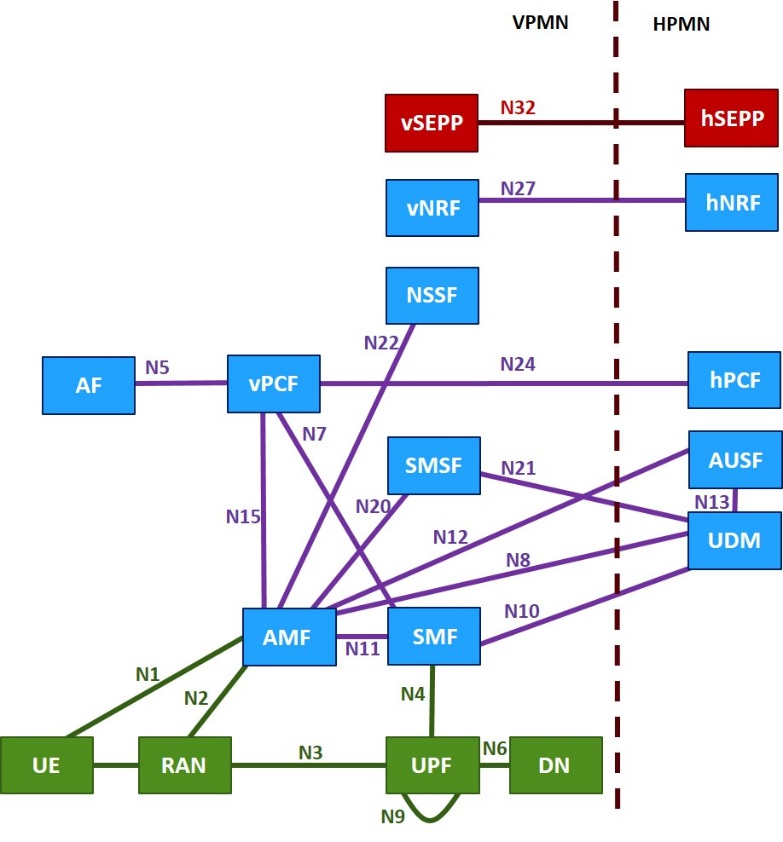 VPMN
HPMN
vSEPP
N32
hSEPP
vNRF
N27
hNRF
NSSF
N22
AF
N5
vPCF
N24
hPCF
N7
SMSF
N21
AUSF
N13
N15
N20
N12
UDM
N8
N10
AMF
N11
SMF
N1
N2
N4
UE
RAN
N3
UPF
N6
DN
N9